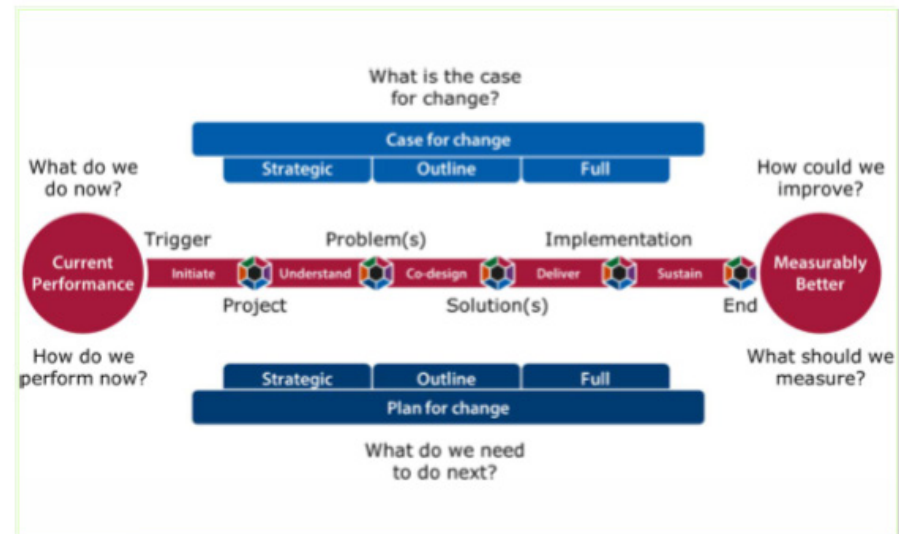 What is the case
for change?
Case for change
Strategic
Outline
Full
What do we
do now?
How could we
improve?
Trigger
Problem(s)
Implementation
Current
Performance
Initiate
Understand
Co-design
Deliver
Sustain
Measurably
Better
Project
Solution(s)
End
How do we
perform now?
What should we
measure?
Strategic
Outline
Full
Plan for change
What do we need
to do next?